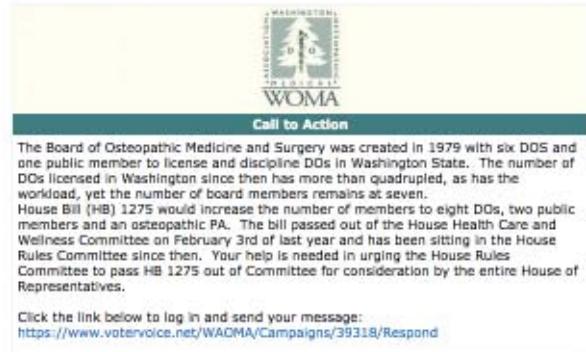 WASHINGTON
OSTEOPATHIC
MEDICAL
ASSOCIATION
D O
WOMA
Call to Action
The Board of Osteopathic Medicine and Surgery was created in 1979 with six DOS and
one public member to license and discipline DOs in Washington State. The number of
DOs licensed in Washington since then has more than quadrupled, as has the
workload, yet the number of board members remains at seven.
House Bill (HB) 1275 would increase the number of members to eight DOs, two public
members and an osteopathic PA. The bill passed out of the House Health Care and
Wellness Committee on February 3rd of last year and has been sitting in the House
Rules Committee since then. Your help is needed in urging the House Rules
Committee to pass HB 1275 out of Committee for consideration by the entire House of
Representatives.
Click the link below to log in and send your message:
https://www.votervoice.net/WAOMA/Campaigns/39318/Respond